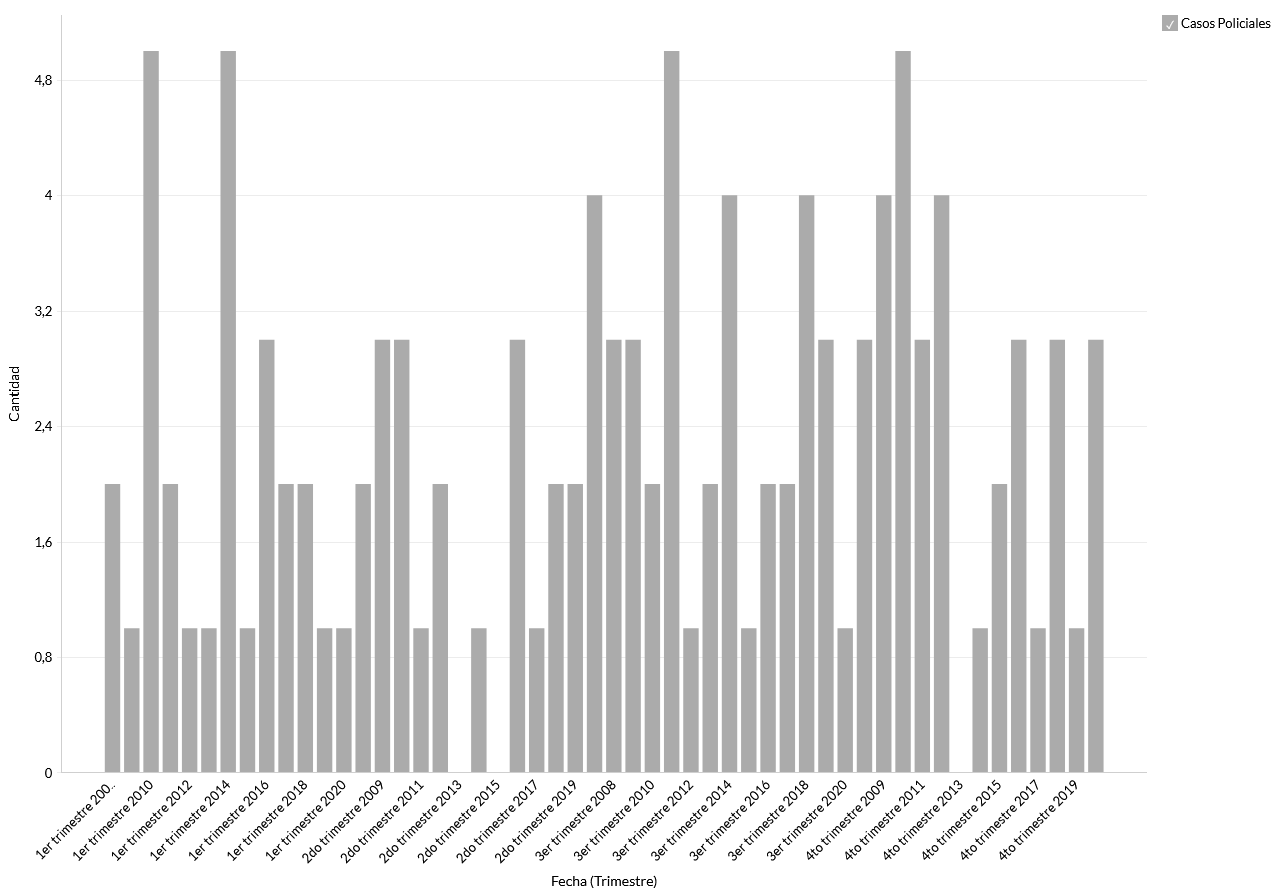 Casos Policiales
4,8
4
3,2
2,4
1,6
0,8
0
Cantidad
1er trimestre 200..
1er trimestre 2010
1er trimestre 2012
1er trimestre 2014
1er trimestre 2016
1er trimestre 2018
1er trimestre 2020
2do trimestre 2009
2do trimestre 2011
2do trimestre 2013
2do trimestre 2015
2do trimestre 2017
2do trimestre 2019
3er trimestre 2008
3er trimestre 2010
3er trimestre 2012
3er trimestre 2014
3er trimestre 2016
3er trimestre 2018
3er trimestre 2020
4to trimestre 2009
4to trimestre 2011
4to trimestre 2013
4to trimestre 2015
4to trimestre 2017
4to trimestre 2019
Fecha (Trimestre)